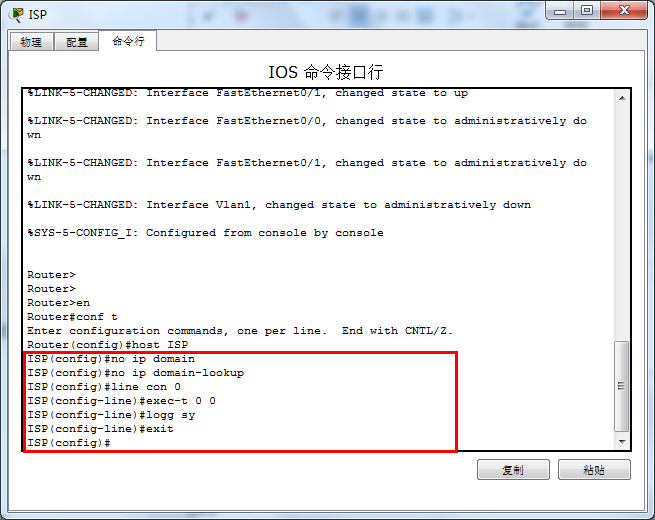 ISP
物理 配置 命令行
IOS 命令接口行
%LINK-5-CHANGED: Interface FastEthernet0/1, changed state to up
%LINK-5-CHANGED: Interface FastEthernet0/0, changed state to administratively do
wn
%LINK-5-CHANGED: Interface FastEthernet0/1, changed state to administratively do
wn
%LINK-5-CHANGED: Interface Vlan1, changed state to administratively down
%SYS-5-CONFIG_I: Configured from console by console
Router>
Router>
Router>en
Router#conf t
Enter configuration commands, one per line.  End with CNTL/Z.
Router(config)#host ISP
ISP(config)#no ip domain
ISP(config)#no ip domain-lookup
ISP(config)#line con 0
ISP(config-line)#exec-t 0 0
ISP(config-line)#logg sy
ISP(config-line)#exit
ISP(config)#
复制 粘贴